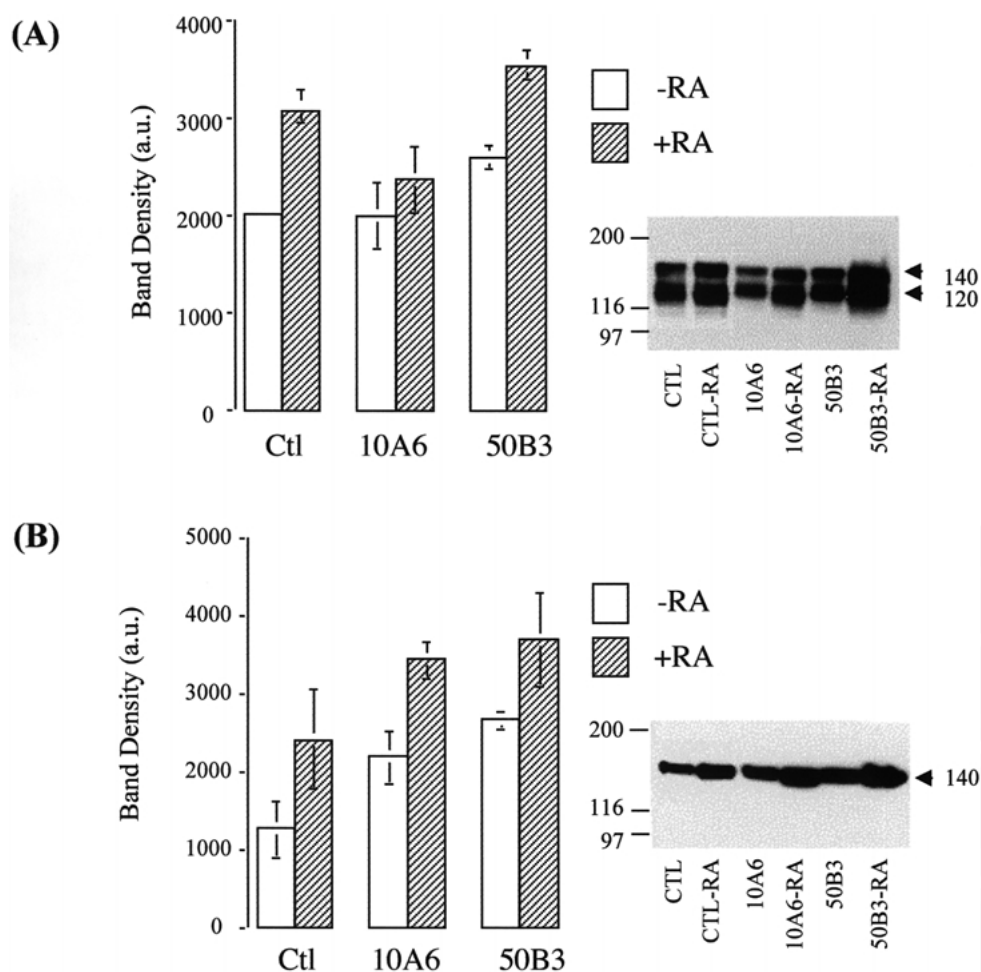 (A)
Band Density (a.u.)
4000
3000
2000
1000
0
Ctl
10A6
50B3
-RA
+RA
200
116
97
140
120
CTL
CTL-RA
10A6
10A6-RA
50B3
50B3-RA
(B)
Band Density (a.u.)
5000
4000
3000
2000
1000
0
Ctl
10A6
50B3
-RA
+RA
200
116
97
140
CTL
CTL-RA
10A6
10A6-RA
50B3
50B3-RA